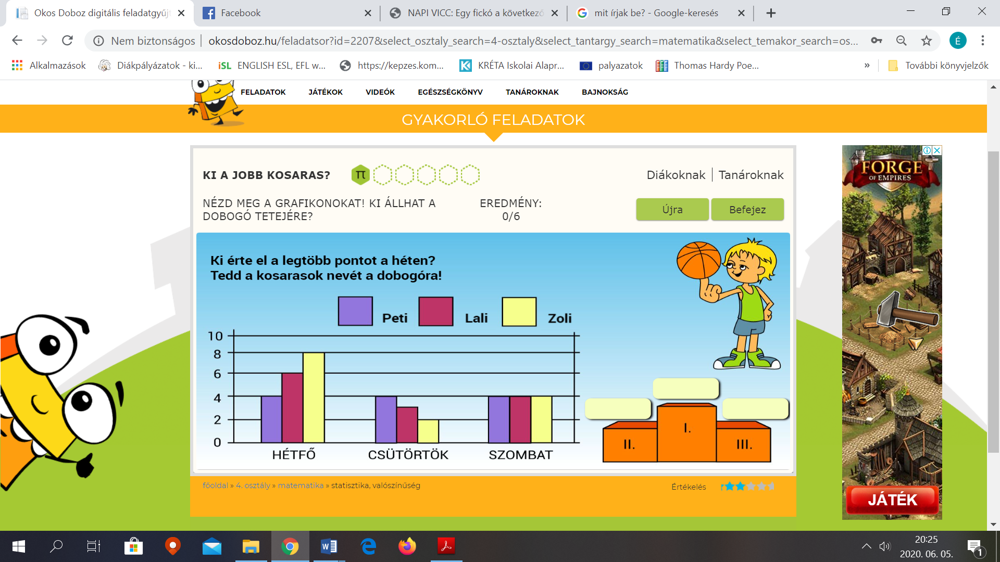 Okos Doboz digitális feladatgyűjt
Facebook
NAPI VICC: Egy fickó a következő
mit írjak be? - Google-keresés
Nem biztonságos
okosdoboz.hu/feladatsor?id=2207&select_osztaly_search=4-osztaly&select_tantargy_search=matematika&select_temakor_search=os...
É
Alkalmazások
Diákpályázatok - ki...
iSL ENGLISH ESL, EFL w...
https://kepzes.kom...
KRÉTA Iskolai Alapr...
palyazatok
Thomas Hardy Poe...
»
További könyvjelzők
FELADATOK
JÁTÉKOK
VIDEÓK
EGÉSZSÉGKÖNYV
TANÁROKNAK
BAJNOKSÁG
GYAKORLÓ FELADATOK
KI A JOBB KOSARAS?
π
Diákoknak | Tanároknak
NÉZD MEG A GRAFIKONOKAT! KI ÁLLHAT A
DOBOGÓ TETEJÉRE?
EREDMÉNY:
0/6
Újra
Befejez
Ki érte el a legtöbb pontot a héten?
Tedd a kosarasok nevét a dobogóra!
Peti
Lali
Zoli
10
8
6
4
2
0
HÉTFŐ
CSÜTÖRTÖK
SZOMBAT
I.
II.
III.
főoldal » 4. osztály » matematika » statisztika, valószínűség
Értékelés
FORGE
OF EMPIRES
JÁTÉK
20:25
2020. 06. 05.
1